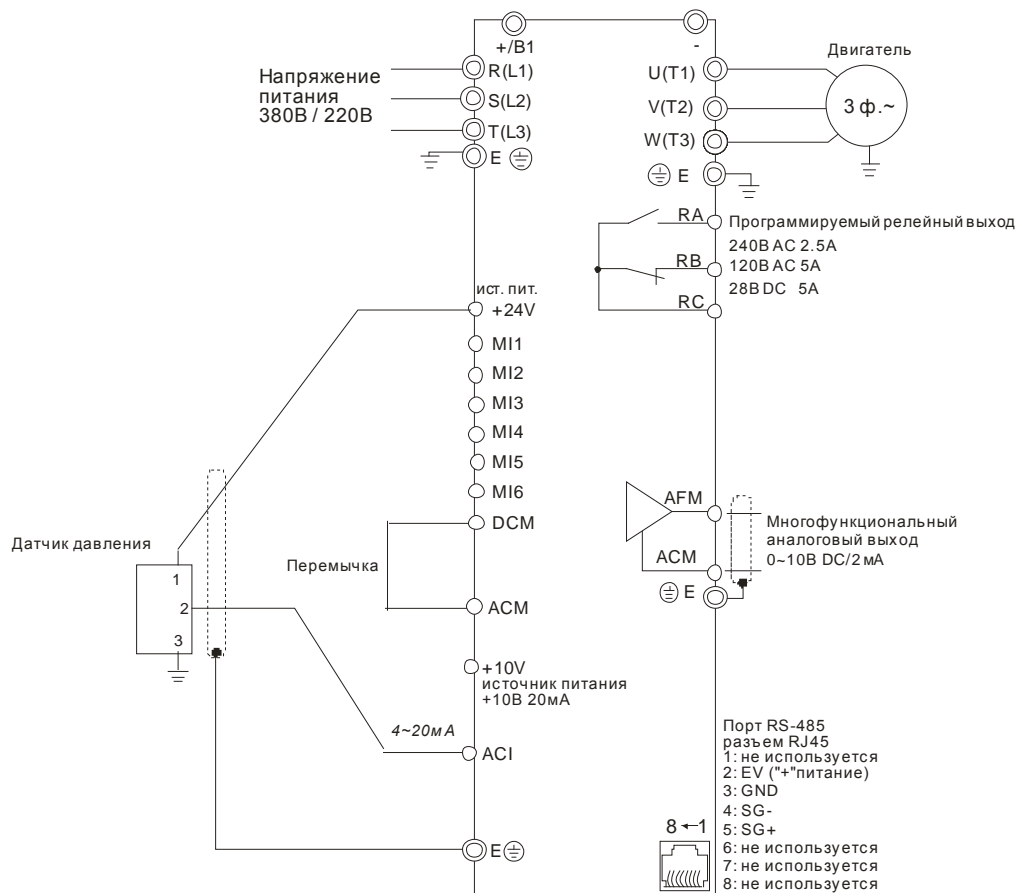 +/B1
-
Двигатель
3 ф.~
Напряжение
питания
380В / 220В
R(L1)
S(L2)
T(L3)
E
U(T1)
V(T2)
W(T3)
E
RA
RB
RC
Программируемый релейный выход
240В AC 2.5A
120В AC 5A
28В DC 5A
ист. пит.
+24V
MI1
MI2
MI3
MI4
MI5
MI6
DCM
Перемычка
ACM
Датчик давления
1
2
3
+10V
источник питания
+10В 20мА
4~20мА
ACI
E
AFM
ACM
E
Многофункциональный
аналоговый выход
0~10В DC/2мА
Порт RS-485
разъем RJ45
1: не используется
2: EV ("+"питание)
3: GND
4: SG-
5: SG+
6: не используется
7: не используется
8: не используется
8←1